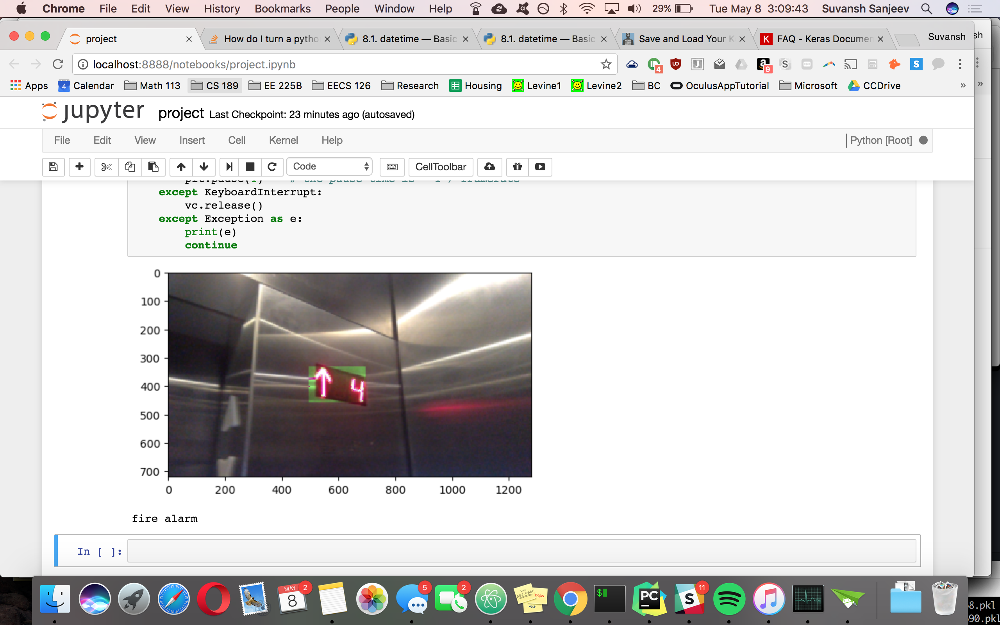 Chrome File Edit View History Bookmarks People Window Help 29% Tue May 8 3:09:43 Suvansh Sanjeev
project How do I turn a pytho 8.1. datetime — Basic 8.1. datetime — Basic Save and Load Your K FAQ - Keras Documen Suvansh sh
localhost:8888/notebooks/project.ipynb 4 9
Apps 4 Calendar Math 113 CS 189 EE 225B EECS 126 Research Housing Levine1 Levine2 BC OculusAppTutorial Microsoft CCDrive » »
jupyter project Last Checkpoint: 23 minutes ago (autosaved)
File Edit View Insert Cell Kernel Help Python [Root]
Code CellToolbar
except KeyboardInterrupt:
vc.release()
except Exception as e:
print(e)
continue
0
100
200
300
400
500
600
700
4
0 200 400 600 800 1000 1200
fire alarm
In [ ]:
MAY 8 2 5 2 $ PC S 11
8.pkl
90.pkl